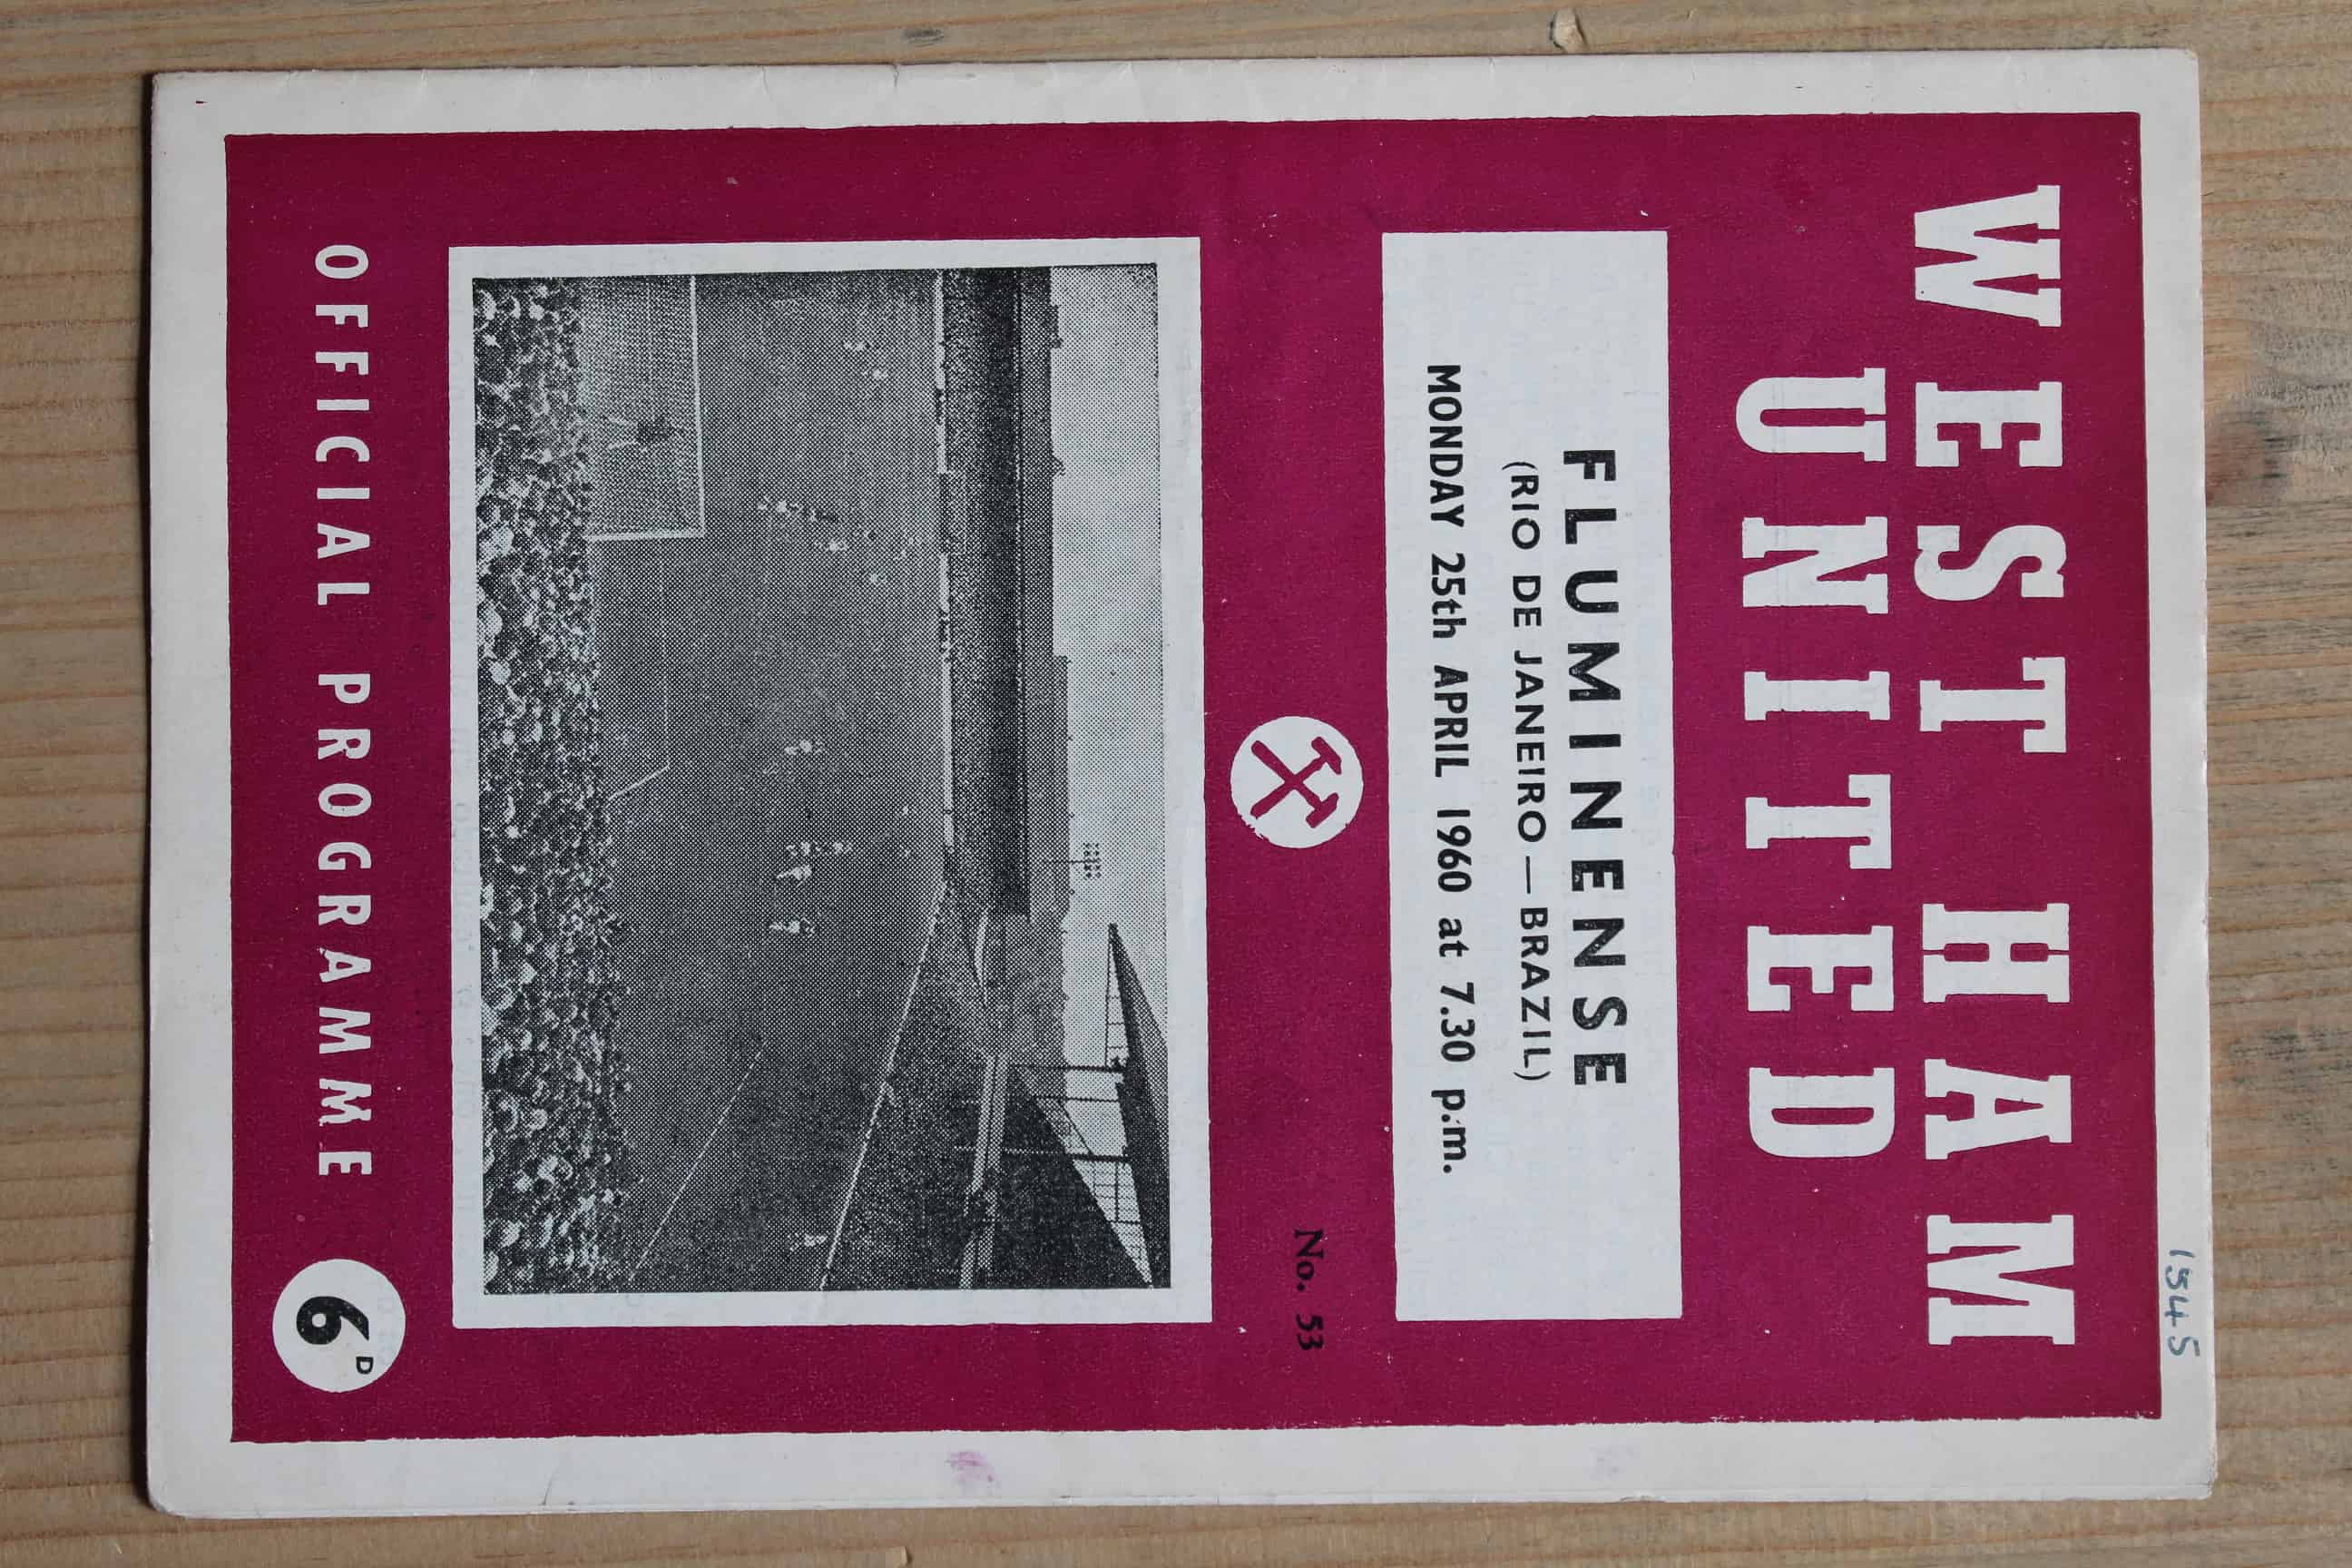 1545
WEST HAM
UNITED
FLUMINENSE
(RIO DE JANEIRO — BRAZIL)
MONDAY 25th APRIL 1960 at 7.30 p.m.
No. 53
OFFICIAL PROGRAMME
6D